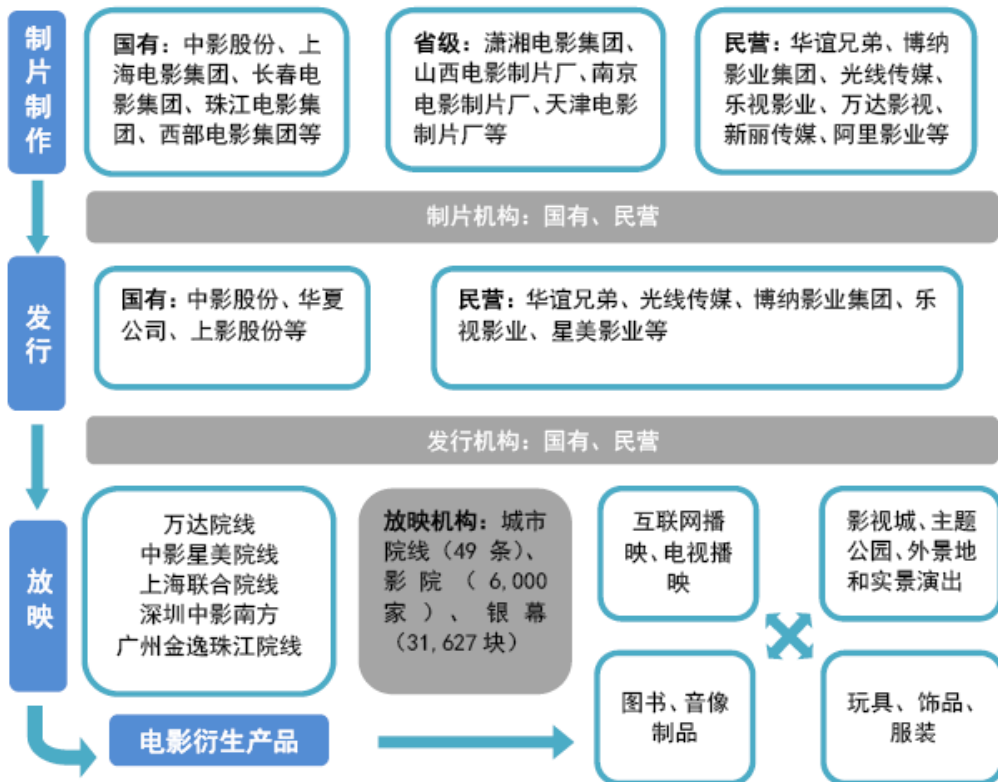 制片制作
国有：中影股份、上
海电影集团、长春电
影集团、珠江电影集
团、西部电影集团等
省级：潇湘电影集团、
山西电影制片厂、南京
电影制片厂、天津电影
制片厂等
民营：华谊兄弟、博纳
影业集团、光线传媒、
乐视影业、万达影视、
新丽传媒、阿里影业等
制片机构：国有、民营
发行
国有：中影股份、华夏
公司、上影股份等
民营：华谊兄弟、光线传媒、博纳影业集团、乐
视影业、星美影业等
发行机构：国有、民营
放映
万达院线
中影星美院线
上海联合院线
深圳中影南方
广州金逸珠江院线
放映机构：城市
院线（49 条）、
影院（6,000
家）、银幕
（31,627 块）
互联网播
映、电视播
映
影视城、主题
公园、外景地
和实景演出
图书、音像
制品
玩具、饰品、
服装
电影衍生产品